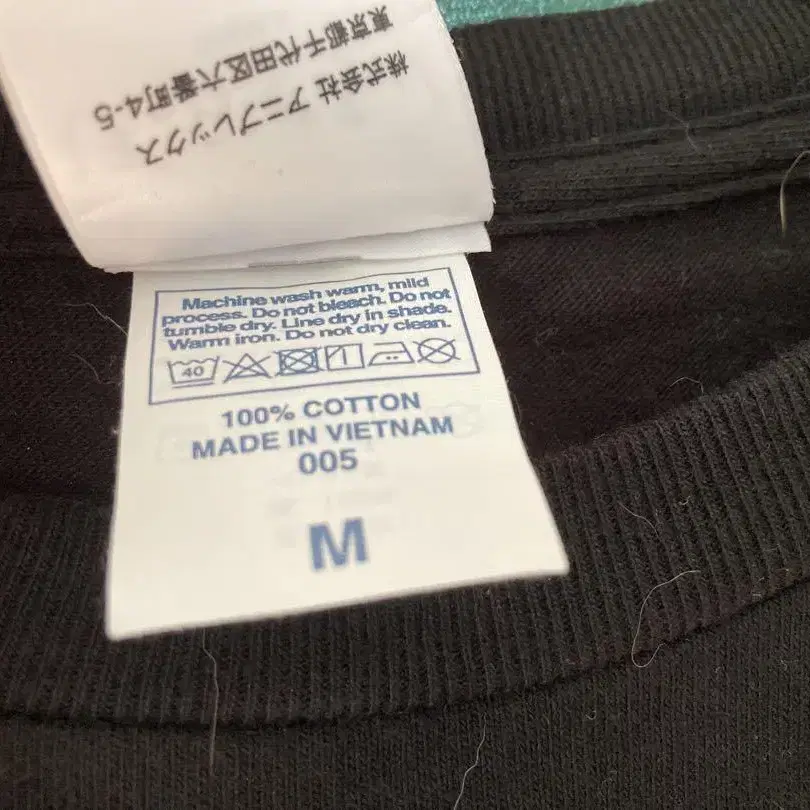 株式会社 アニプレックス
東京都千代田区六番町4-5
Machine wash warm, mild
process. Do not bleach. Do not
tumble dry. Line dry in shade.
Warm iron. Do not dry clean.
40
100% COTTON
MADE IN VIETNAM
005
M